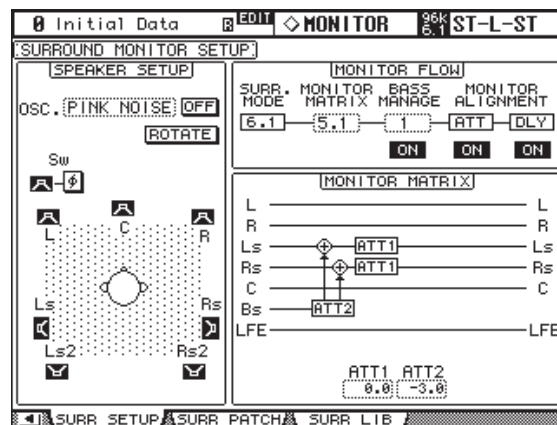 0 Initial Data R EDIT ◇MONITOR 96k 6.1 ST-L-ST
SURROUND MONITOR SETUP
SPEAKER SETUP
OSC. PINK NOISE OFF
ROTATE
Sw
ϕ
L C R
Ls Rs
Ls2 Rs2
MONITOR FLOW
SURR. MODE MONITOR MATRIX BASS MANAGE MONITOR ALIGNMENT
6.1 5.1 1 ATT DLY
ON ON ON
MONITOR MATRIX
L L
R R
Ls ATT1 Ls
Rs ATT1 Rs
C C
Bs ATT2
LFE LFE
ATT1 ATT2
0.0 -3.0
SURR SETUP SURR PATCH SURR LIB